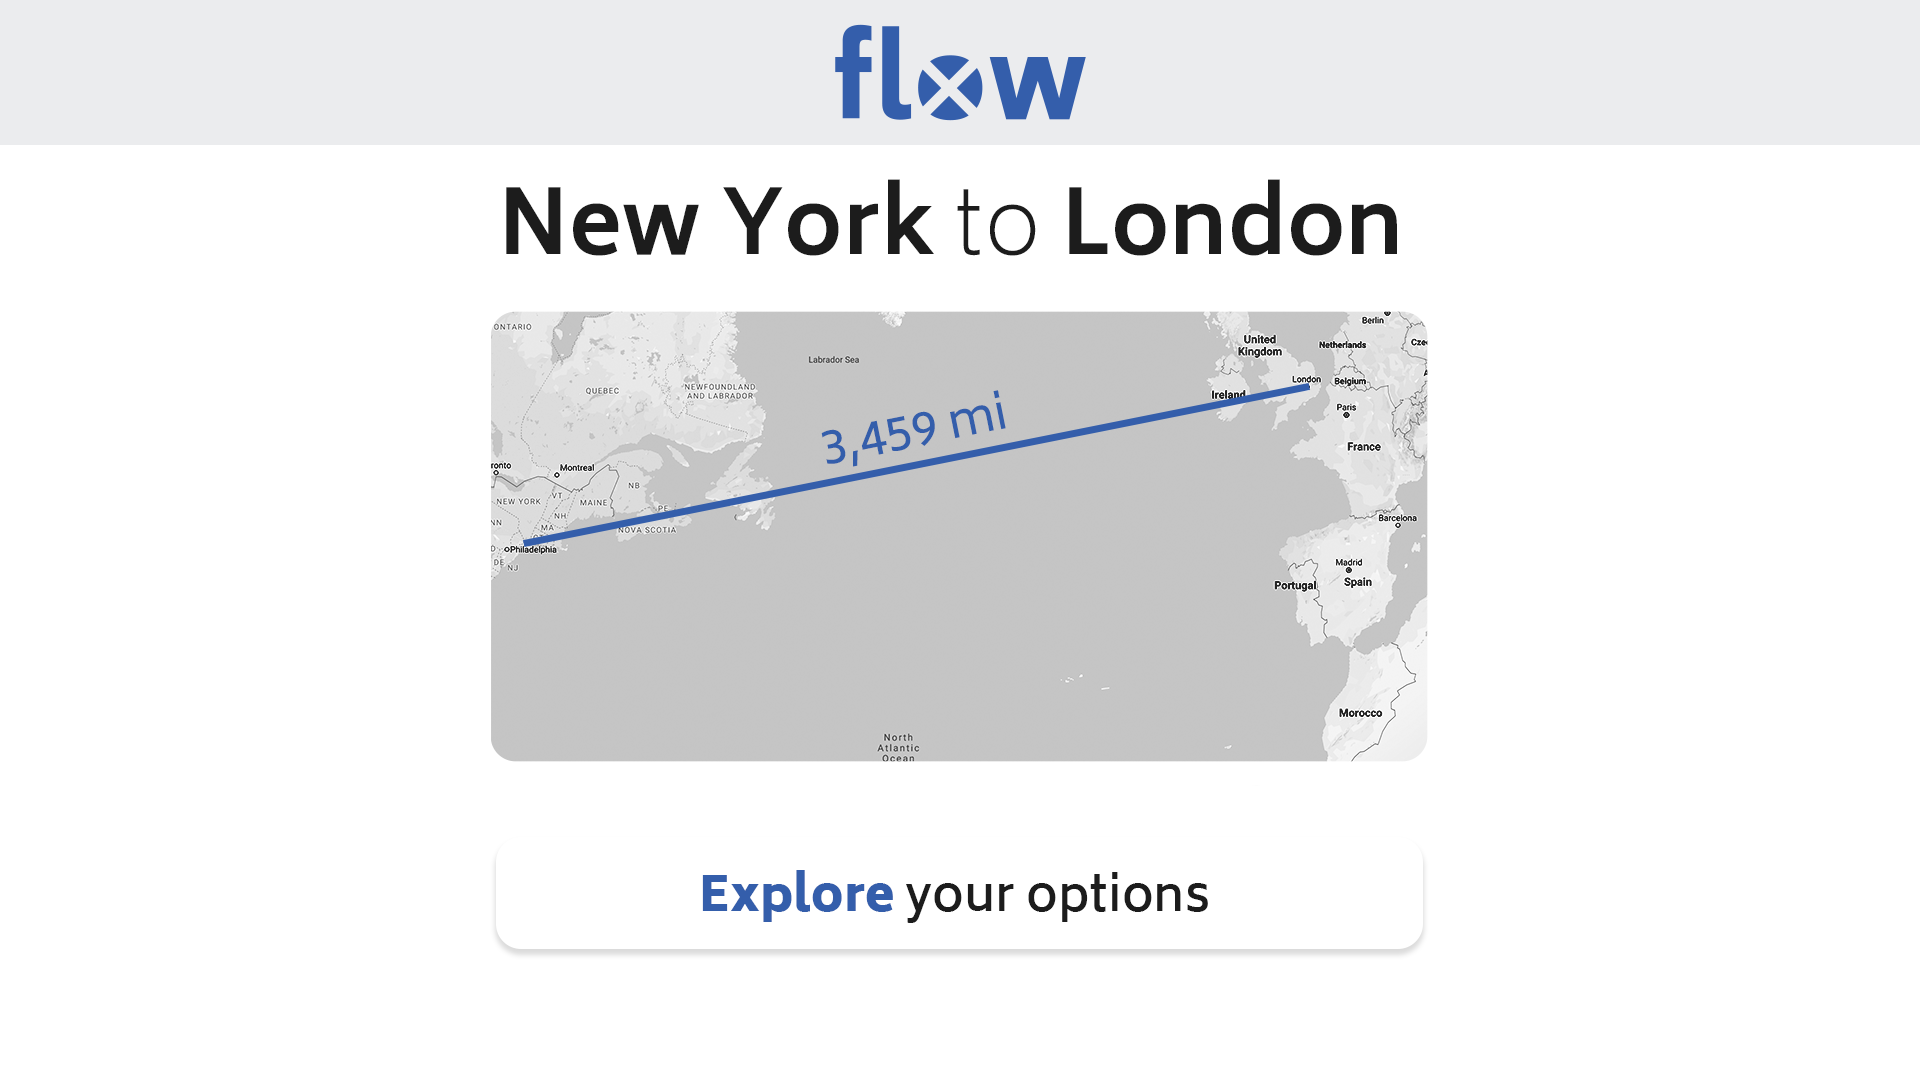 flow
New York to London
ONTARIO
Labrador Sea
QUEBEC
NEWFOUNDLAND
AND LABRADOR
United
Kingdom
Berlin
Netherlands
Cze
London
Belgium
Ireland
Paris
France
3,459 mi
ronto
Montreal
NB
NEW YORK
VT
MAINE
PE
NH
MA
NN
NOVA SCOTIA
Philadelphia
DE
NJ
D
Barcelona
Madrid
Portugal
Spain
Morocco
North
Atlantic
Ocean
Explore your options